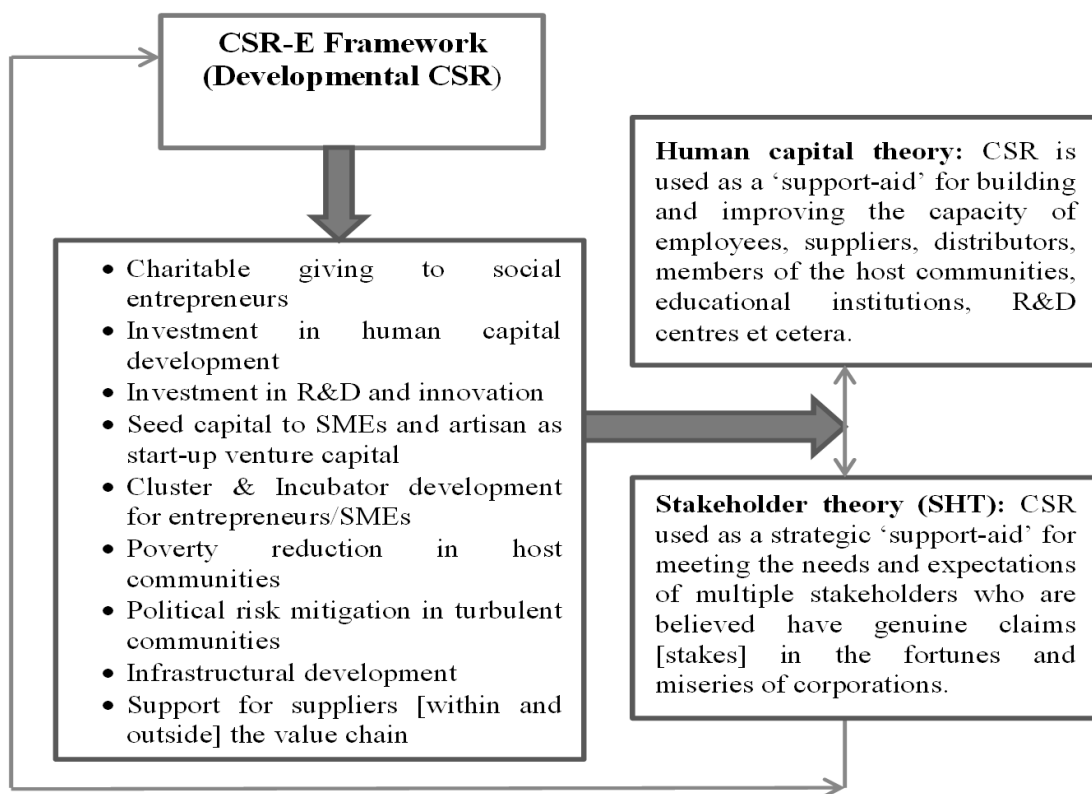 CSR-E Framework
(Developmental CSR)
• Charitable giving to social
entrepreneurs
• Investment in human capital
development
• Investment in R&D and innovation
• Seed capital to SMEs and artisan as
start-up venture capital
• Cluster & Incubator development
for entrepreneurs/SMEs
• Poverty reduction in host
communities
• Political risk mitigation in turbulent
communities
• Infrastructural development
• Support for suppliers [within and
outside] the value chain
Human capital theory: CSR is
used as a ‘support-aid’ for building
and improving the capacity of
employees, suppliers, distributors,
members of the host communities,
educational institutions, R&D
centres et cetera.
Stakeholder theory (SHT): CSR
used as a strategic ‘support-aid’ for
meeting the needs and expectations
of multiple stakeholders who are
believed have genuine claims
[stakes] in the fortunes and
miseries of corporations.